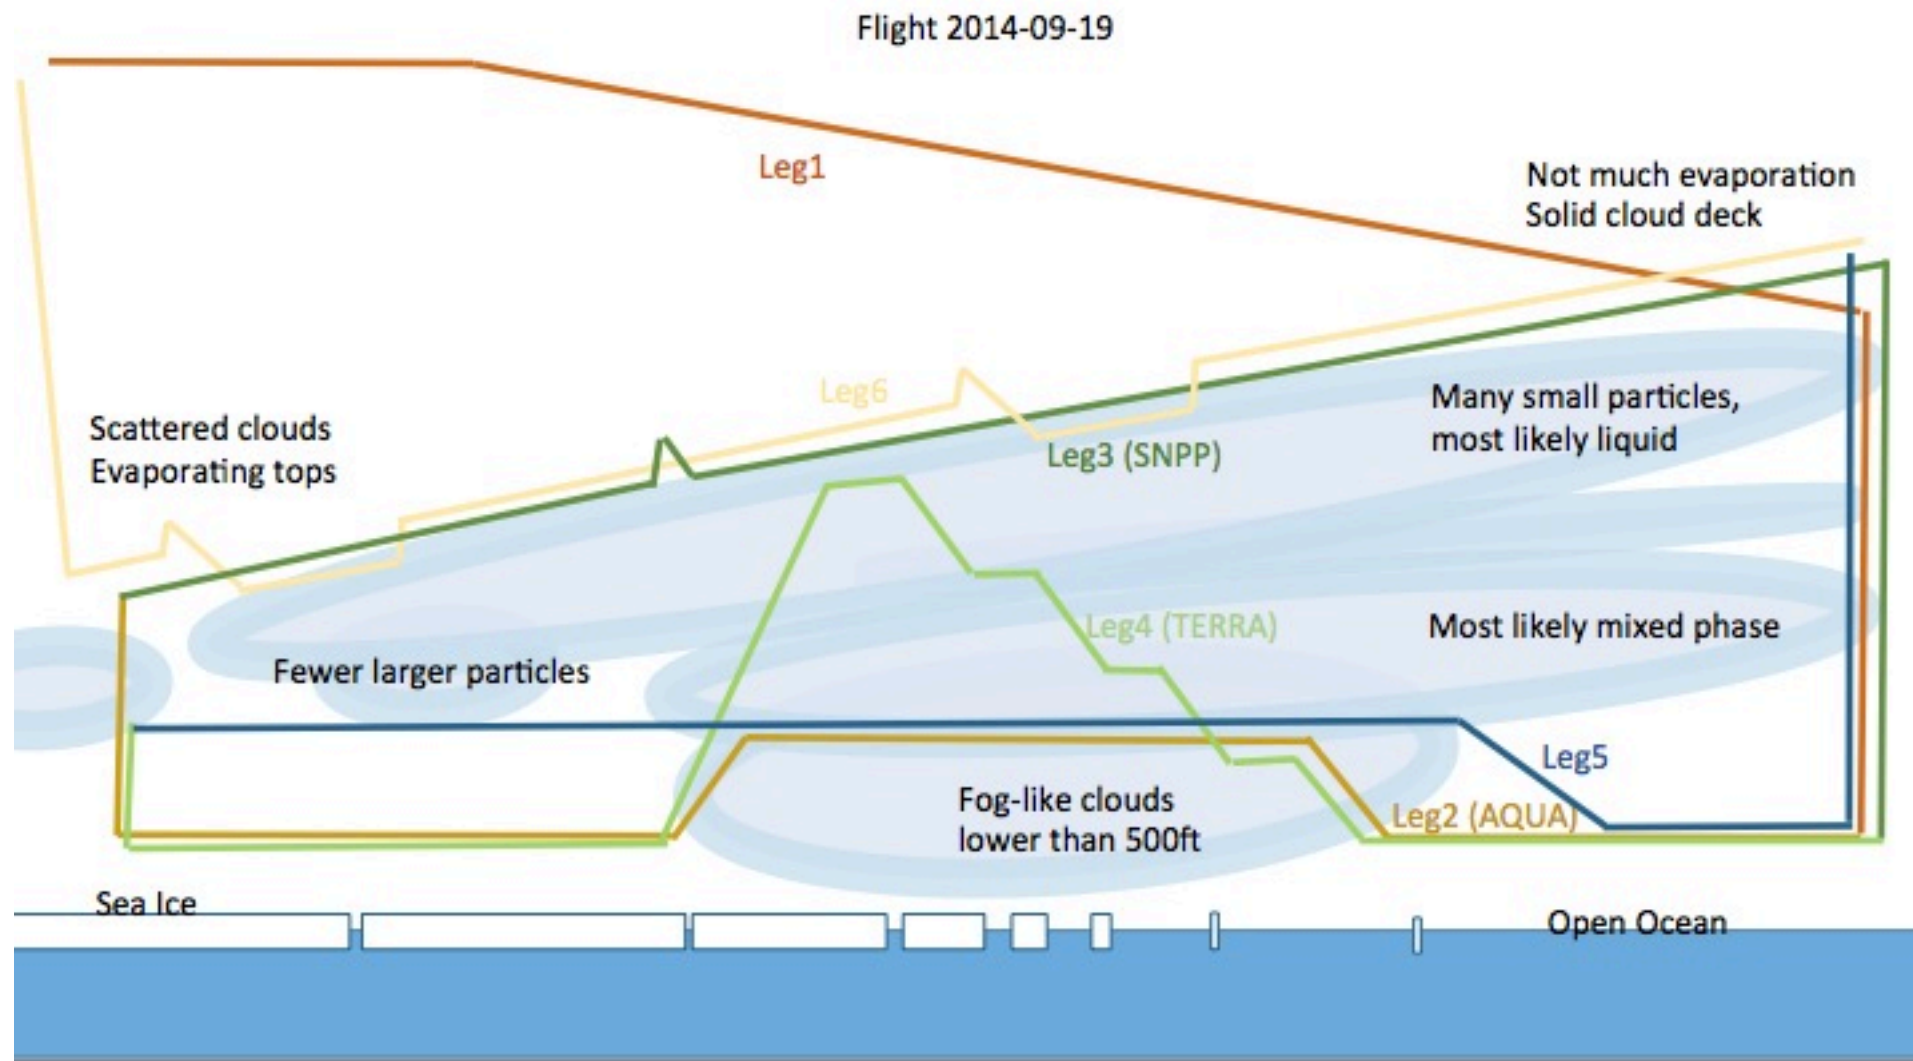 Flight 2014-09-19
Leg1
Not much evaporation
Solid cloud deck
Leg6
Many small particles,
most likely liquid
Scattered clouds
Evaporating tops
Leg3 (SNPP)
Leg4 (TERRA)
Most likely mixed phase
Fewer larger particles
Leg5
Fog-like clouds
lower than 500ft
Leg2 (AQUA)
Sea Ice
Open Ocean